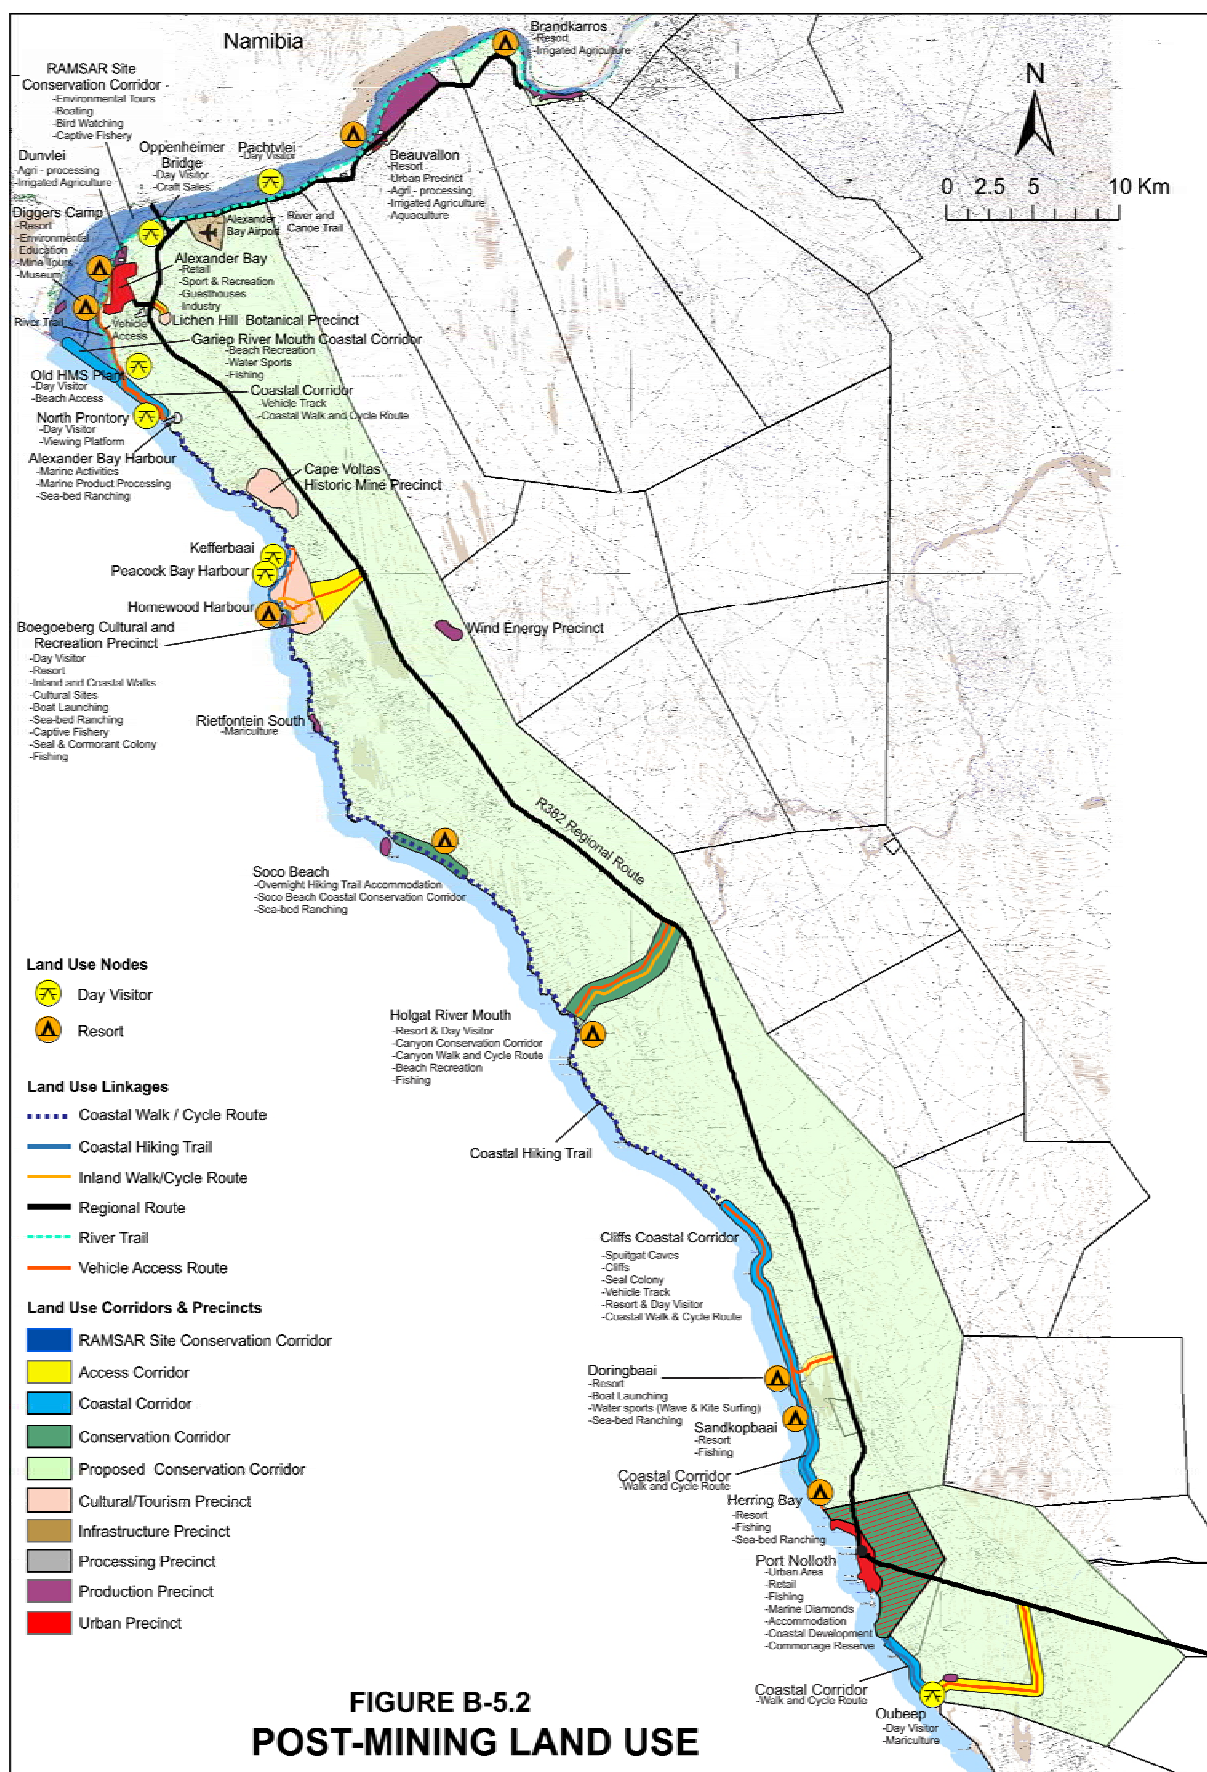 Namibia
Brandkarros
-Resort
-Irrigated Agriculture
N
0 2.5 5 10 Km
RAMSAR Site
Conservation Corridor
-Environmental Tours
-Boating
-Bird Watching
-Captive Fishery
Dunvlei
-Agri - processing
-Irrigated Agriculture
Oppenheimer
Bridge
-Day Visitor
-Craft Sales
Pachtvlei
-Day Visitor
Beauvallon
-Resort
-Urban Precinct
-Agri - processing
-Irrigated Agriculture
-Aquaculture
River and
Canoe Trail
Alexander
Bay Airport
Diggers Camp
-Resort
-Environmental
Education
-Mine Tours
-Museum
Alexander Bay
-Retail
-Sport & Recreation
-Guesthouses
-Industry
River Trail
Vehicle
Access
Lichen Hill Botanical Precinct
Gariep River Mouth Coastal Corridor
-Beach Recreation
-Water Sports
-Fishing
Old HMS Plant
-Day Visitor
-Beach Access
Coastal Corridor
-Vehicle Track
-Coastal Walk and Cycle Route
North Prontory
-Day Visitor
-Viewing Platform
Alexander Bay Harbour
-Marine Activities
-Marine Product Processing
-Sea-bed Ranching
Cape Voltas
Historic Mine Precinct
Kefferbaai
Peacock Bay Harbour
Homewood Harbour
Boegoeberg Cultural and
Recreation Precinct
-Day Visitor
-Resort
-Inland and Coastal Walks
-Cultural Sites
-Boat Launching
-Sea-bed Ranching
-Captive Fishery
-Seal & Cormorant Colony
-Fishing
Wind Energy Precinct
Rietfontein South
-Mariculture
R382 Regional Route
Soco Beach
-Overnight Hiking Trail Accommodation
-Soco Beach Coastal Conservation Corridor
-Sea-bed Ranching
Holgat River Mouth
-Resort & Day Visitor
-Canyon Conservation Corridor
-Canyon Walk and Cycle Route
-Beach Recreation
-Fishing
Coastal Hiking Trail
Cliffs Coastal Corridor
-Spuitgat Caves
-Cliffs
-Seal Colony
-Vehicle Track
-Resort & Day Visitor
-Coastal Walk & Cycle Route
Doringbaai
-Resort
-Boat Launching
-Water sports (Wave & Kite Surfing)
-Sea-bed Ranching
Sandkopbaai
-Resort
-Fishing
Coastal Corridor
-Walk and Cycle Route
Herring Bay
-Resort
-Fishing
-Sea-bed Ranching
Port Nolloth
-Urban Area
-Retail
-Fishing
-Marine Diamonds
-Accommodation
-Coastal Development
-Commonage Reserve
Coastal Corridor
-Walk and Cycle Route
Oubeep
-Day Visitor
-Mariculture
Land Use Nodes
Day Visitor
Resort
Land Use Linkages
Coastal Walk / Cycle Route
Coastal Hiking Trail
Inland Walk/Cycle Route
Regional Route
River Trail
Vehicle Access Route
Land Use Corridors & Precincts
RAMSAR Site Conservation Corridor
Access Corridor
Coastal Corridor
Conservation Corridor
Proposed Conservation Corridor
Cultural/Tourism Precinct
Infrastructure Precinct
Processing Precinct
Production Precinct
Urban Precinct
FIGURE B-5.2
POST-MINING LAND USE